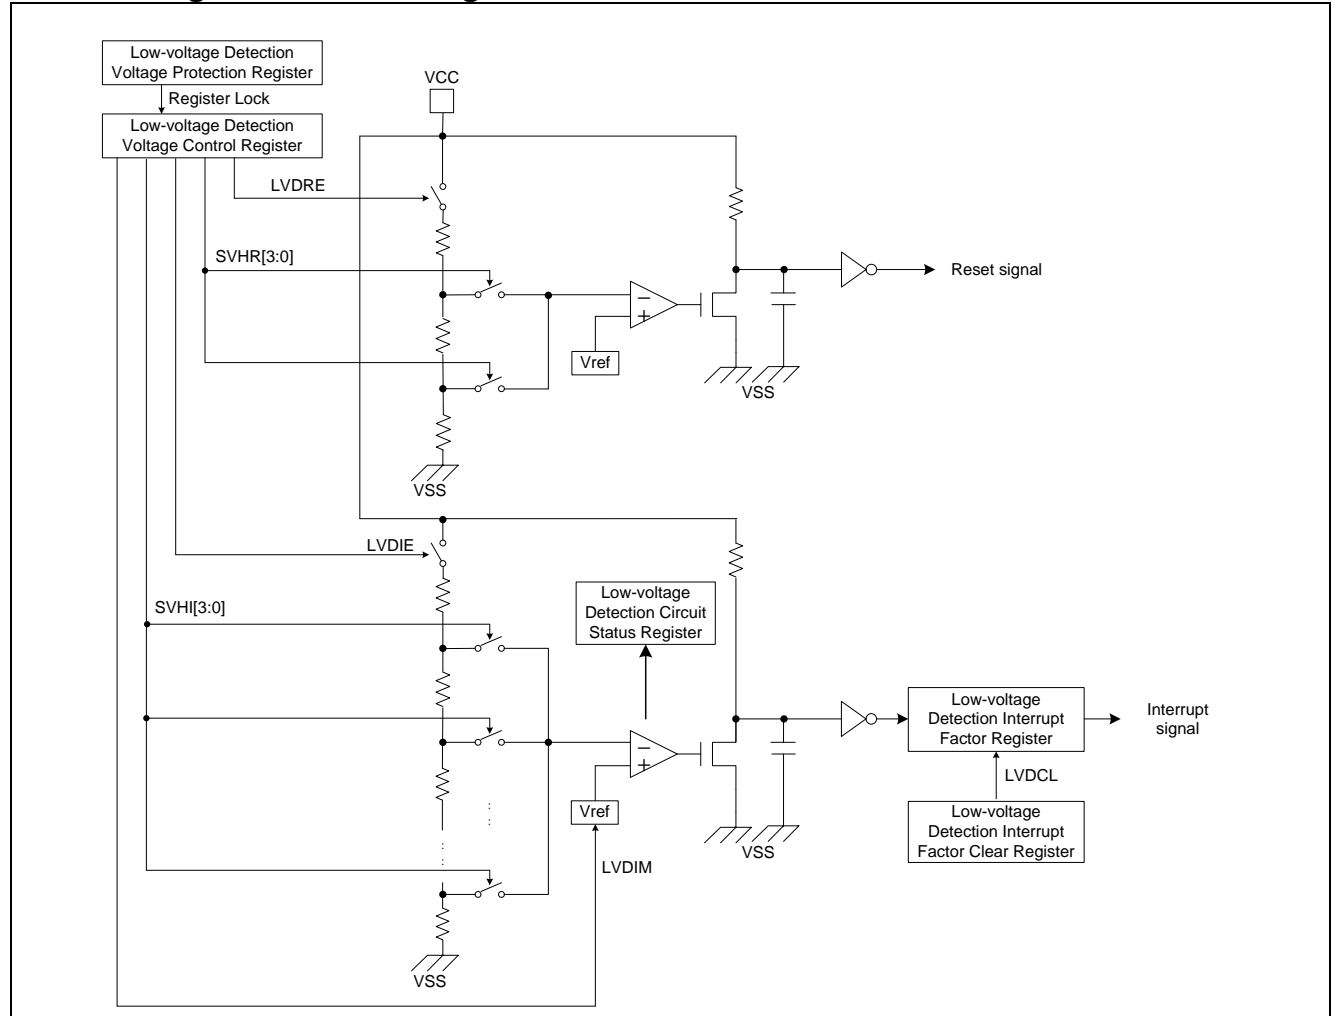 Low-voltage Detection
Voltage Protection Register
Register Lock
Low-voltage Detection
Voltage Control Register
VCC
LVDRE
SVHR[3:0]
−
+
Vref
Reset signal
VSS
VSS
LVDIE
SVHI[3:0]
Low-voltage
Detection Circuit
Status Register
−
+
Vref
LVDIM
VSS
VSS
Low-voltage
Detection Interrupt
Factor Register
Interrupt
signal
LVDCL
Low-voltage
Detection Interrupt
Factor Clear Register